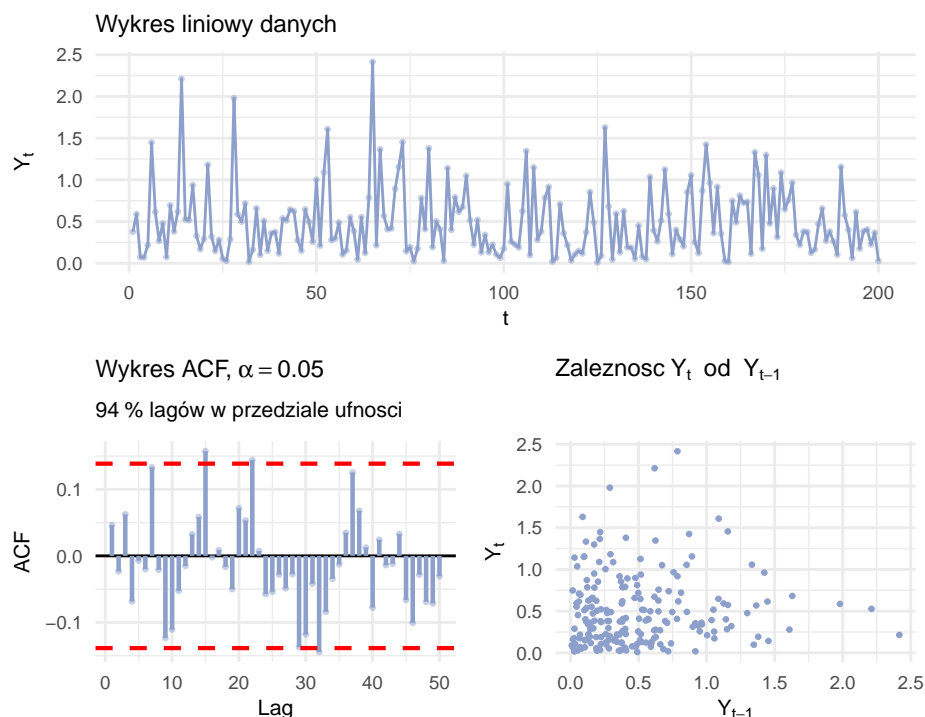 Wykres liniowy danych
2.5
2.0
1.5
1.0
0.5
0.0
Yt
0 50 100 150 200
t
Wykres ACF, α = 0.05
94 % lagów w przedziale ufnosci
0.1
0.0
−0.1
ACF
0 10 20 30 40 50
Lag
Zaleznosc Yt od Yt−1
2.5
2.0
1.5
1.0
0.5
0.0
Yt
0.0 0.5 1.0 1.5 2.0 2.5
Yt−1